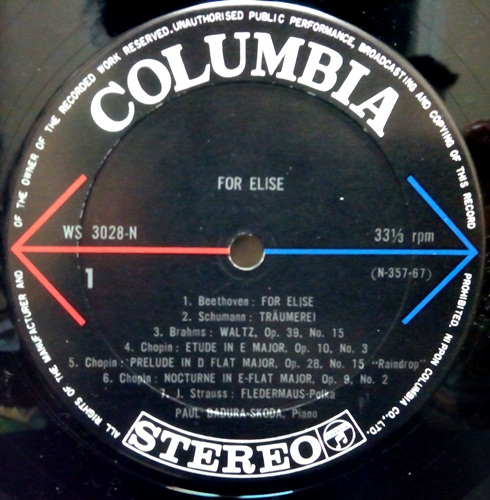 ALL RIGHTS OF THE MANUFACTURER AND OF THE OWNER OF THE RECORDED WORK RESERVED. UNAUTHORISED PUBLIC PERFORMANCE, BROADCASTING AND COPYING OF THIS RECORD PROHIBITED. NIPPON COLUMBIA CO., LTD.
COLUMBIA
FOR ELISE
WS 3028-N
33⅓ rpm
1
(N-357-67)
1. Beethoven: FOR ELISE
2. Schumann: TRÄUMEREI
3. Brahms: WALTZ, Op. 39, No. 15
4. Chopin: ETUDE IN E MAJOR, Op. 10, No. 3
5. Chopin: PRELUDE IN D FLAT MAJOR, Op. 28, No. 15 "Raindrop"
6. Chopin: NOCTURNE IN E-FLAT MAJOR, Op. 9, No. 2
7. J. Strauss: FLEDERMAUS-Polka
PAUL BADURA-SKODA, Piano
STEREO